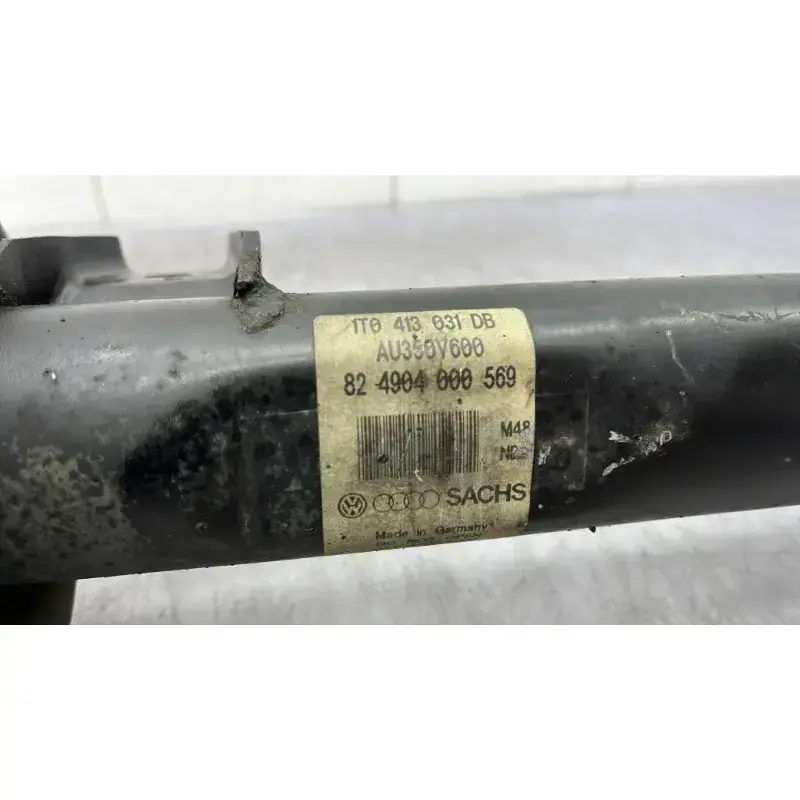 1T0 413 031 DB
AU350V600
82 4904 000 569
M48
SACHS
Made in Germany